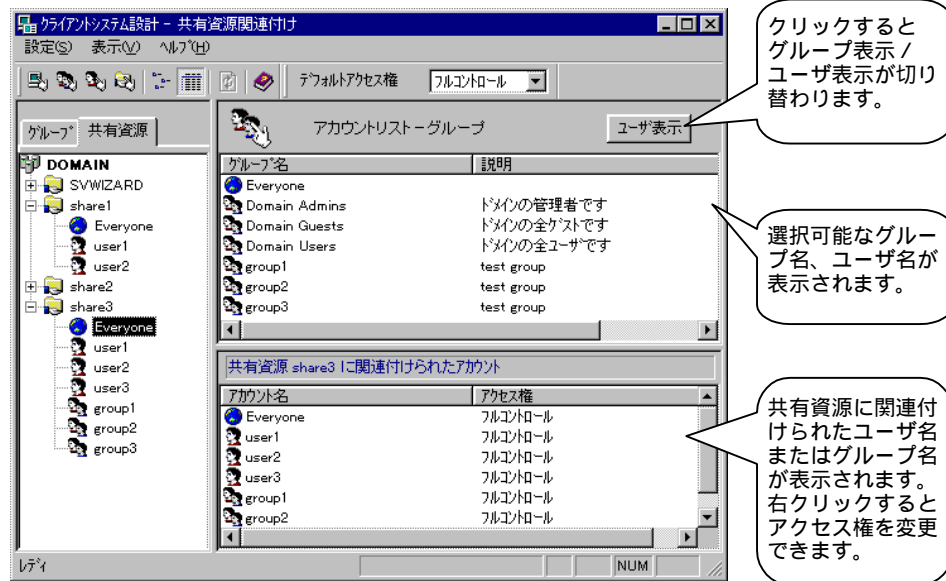 クライアントシステム設計 - 共有資源関連付け
設定(S) 表示(V) ヘルプ(H)
デフォルトアクセス権 フルコントロール
グループ 共有資源
アカウントリスト - グループ
ユーザ表示
DOMAIN
SVWIZARD
share1
Everyone
user1
user2
share2
share3
Everyone
user1
user2
user3
group1
group2
group3
グループ名 説明
Everyone
Domain Admins ドメインの管理者です
Domain Guests ドメインの全ゲストです
Domain Users ドメインの全ユーザです
group1 test group
group2 test group
group3 test group
共有資源 share3 に関連付けられたアカウント
アカウント名 アクセス権
Everyone フルコントロール
user1 フルコントロール
user2 フルコントロール
user3 フルコントロール
group1 フルコントロール
group2 フルコントロール
レディ
NUM
クリックすると
グループ表示 /
ユーザ表示が切り
替わります。
選択可能なグルー
プ名、ユーザ名が
表示されます。
共有資源に関連付
けられたユーザ名
またはグループ名
が表示されます。
右クリックすると
アクセス権を変更
できます。